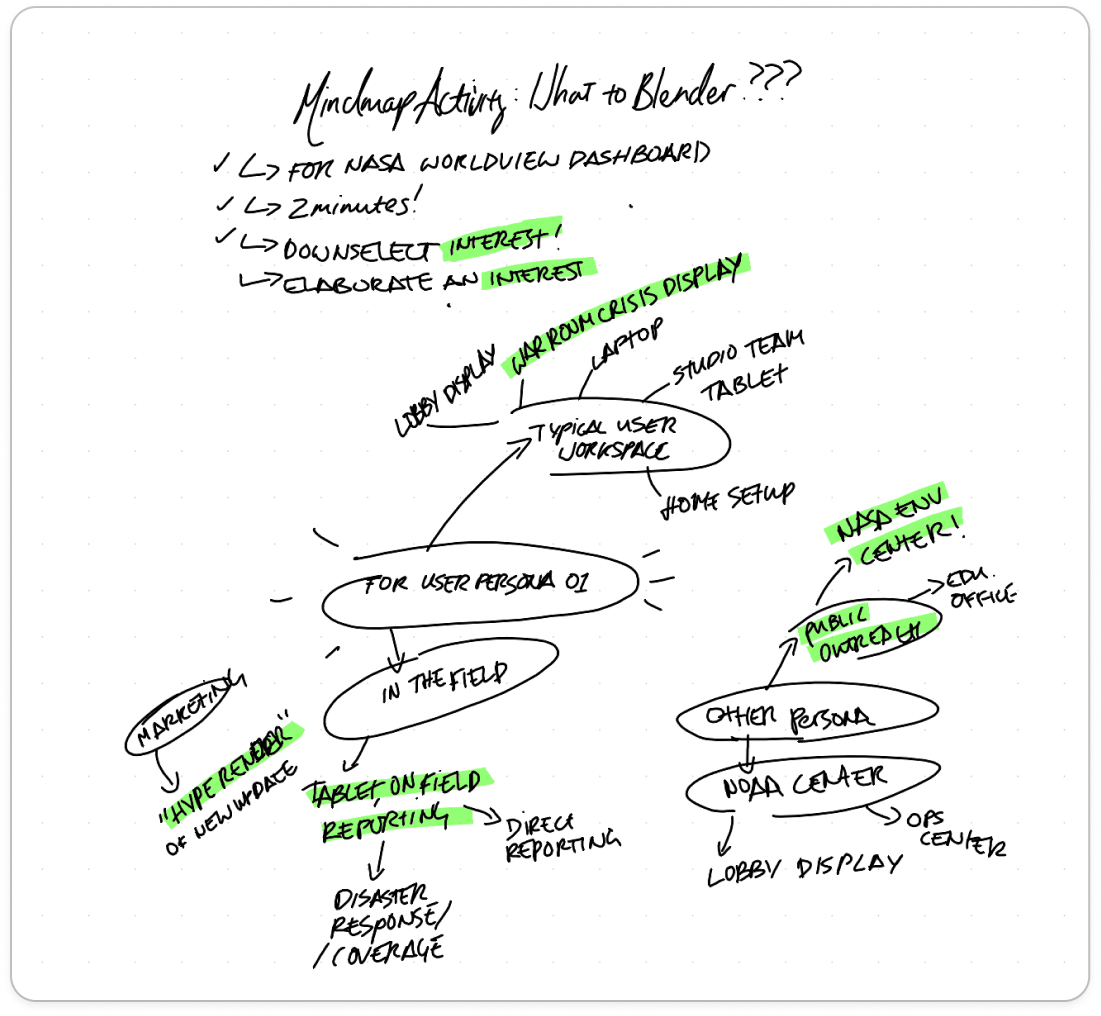 Mindmap Activity: What to Blender???
✓ ↳ FOR NASA WORLDVIEW DASHBOARD
✓ ↳ 2minutes!
✓ ↳ DOWNSELECT INTEREST!
↳ ELABORATE AN INTEREST
LOBBY DISPLAY
WAR ROOM CRISIS DISPLAY
LAPTOP
STUDIO TEAM
TABLET
TYPICAL USER
WORKSPACE
HOME SETUP
FOR USER PERSONA 01
IN THE FIELD
TABLET ON FIELD
REPORTING
DIRECT
REPORTING
DISASTER
RESPONSE/
/COVERAGE
MARKETING
"HYPE RENDER"
OF NEW UPDATE
NASA ENV
CENTER!
EDU.
OFFICE
PUBLIC
OUTREACH
OTHER PERSONA
NOAA CENTER
OPS
CENTER
LOBBY DISPLAY